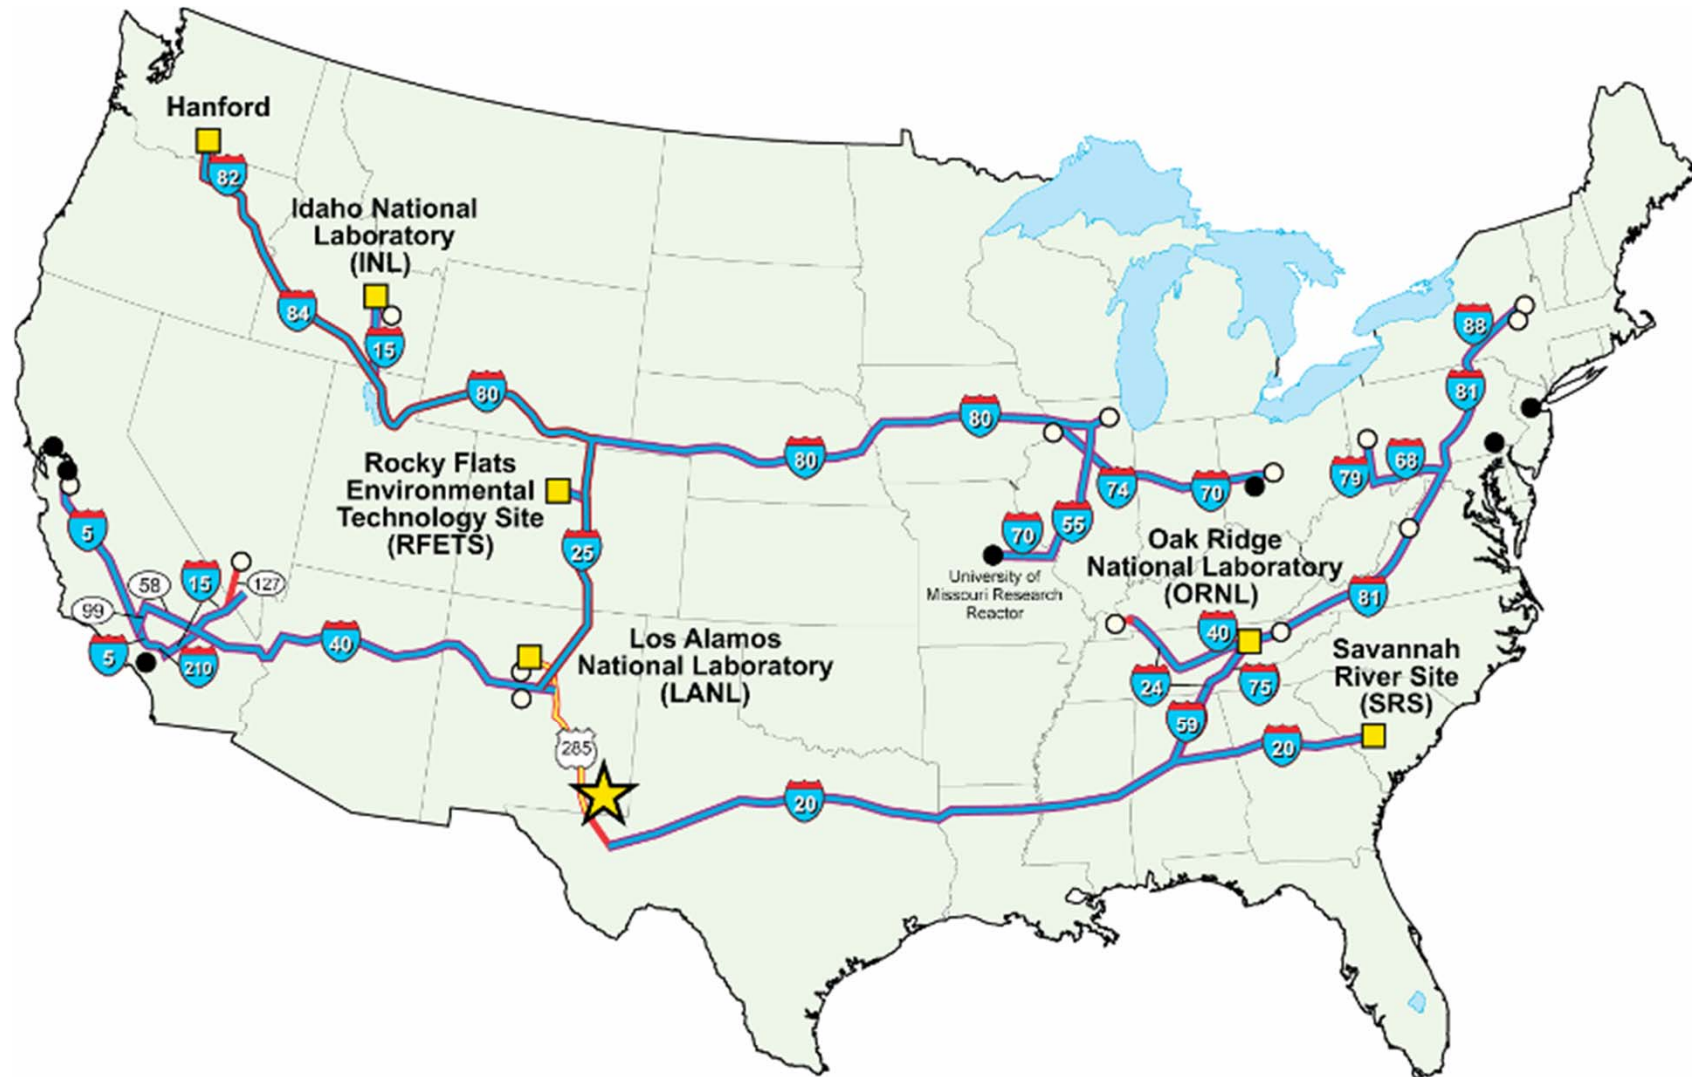 Hanford
82
Idaho National
Laboratory
(INL)
84
15
80
80
80
88
81
Rocky Flats
Environmental
Technology Site
(RFETS)
25
5
15
127
58
99
5
210
40
Los Alamos
National Laboratory
(LANL)
285
70
55
74
70
79
68
University of
Missouri Research
Reactor
Oak Ridge
National Laboratory
(ORNL)
81
40
24
75
59
Savannah
River Site
(SRS)
20
20